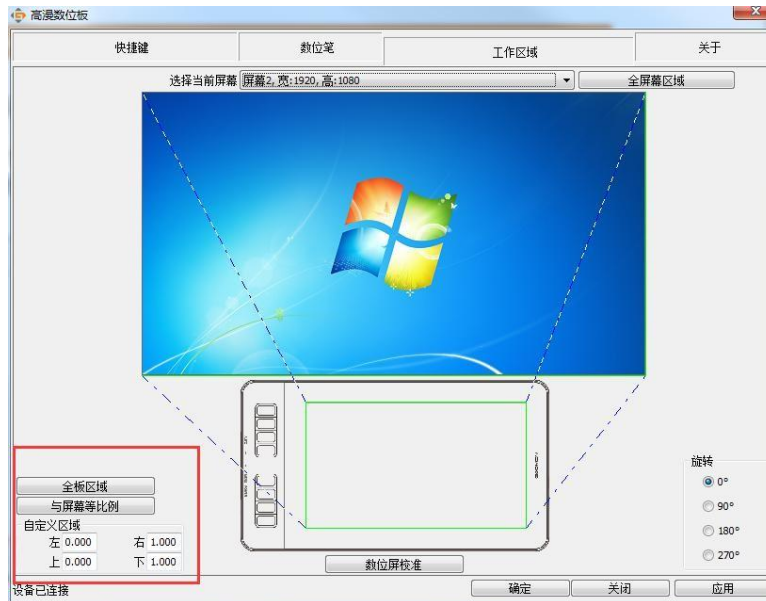 高漫数位板
快捷键 数位笔 工作区域 关于
选择当前屏幕 屏幕2, 宽:1920, 高:1080 全屏幕区域
全板区域
与屏幕等比例
自定义区域
左 0.000 右 1.000
上 0.000 下 1.000
旋转
0°
90°
180°
270°
数位屏校准
设备已连接 确定 关闭 应用